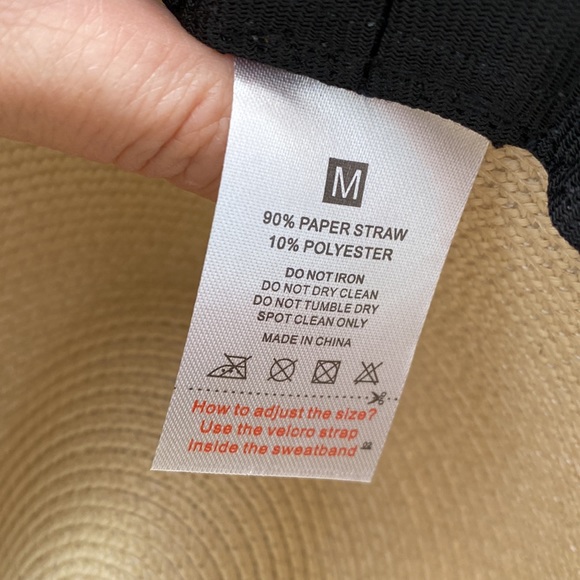 M
90% PAPER STRAW
10% POLYESTER
DO NOT IRON
DO NOT DRY CLEAN
DO NOT TUMBLE DRY
SPOT CLEAN ONLY
MADE IN CHINA
How to adjust the size?
Use the veloro strap
inside the sweatband